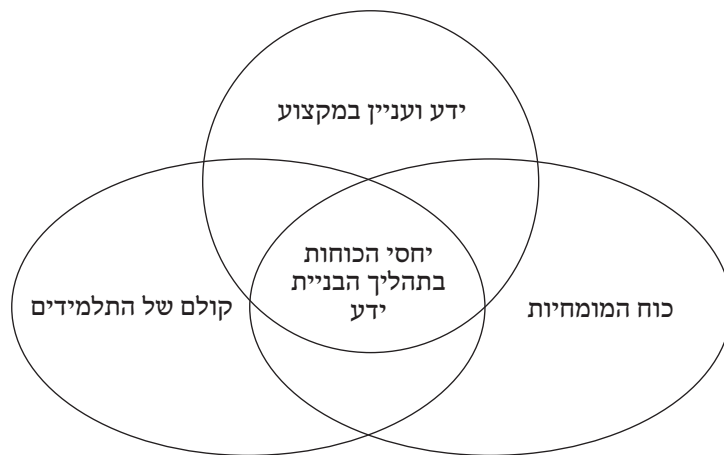 ידע ועניין במקצוע
יחסי הכוחות
בתהליך הבניית
ידע
כוח המומחיות
קולם של התלמידים